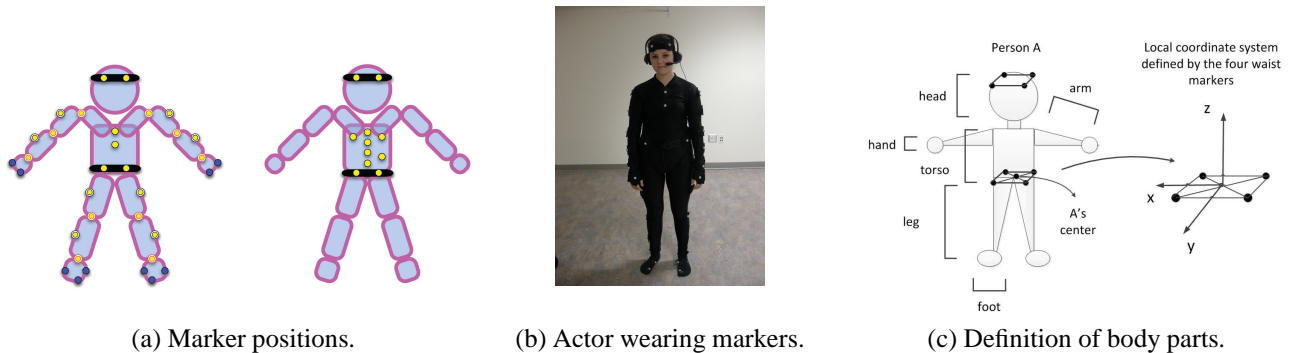 Person A
Local coordinate system
defined by the four waist
markers
head
arm
z
hand
torso
x
leg
A's
center
y
foot
(a) Marker positions.
(b) Actor wearing markers.
(c) Definition of body parts.